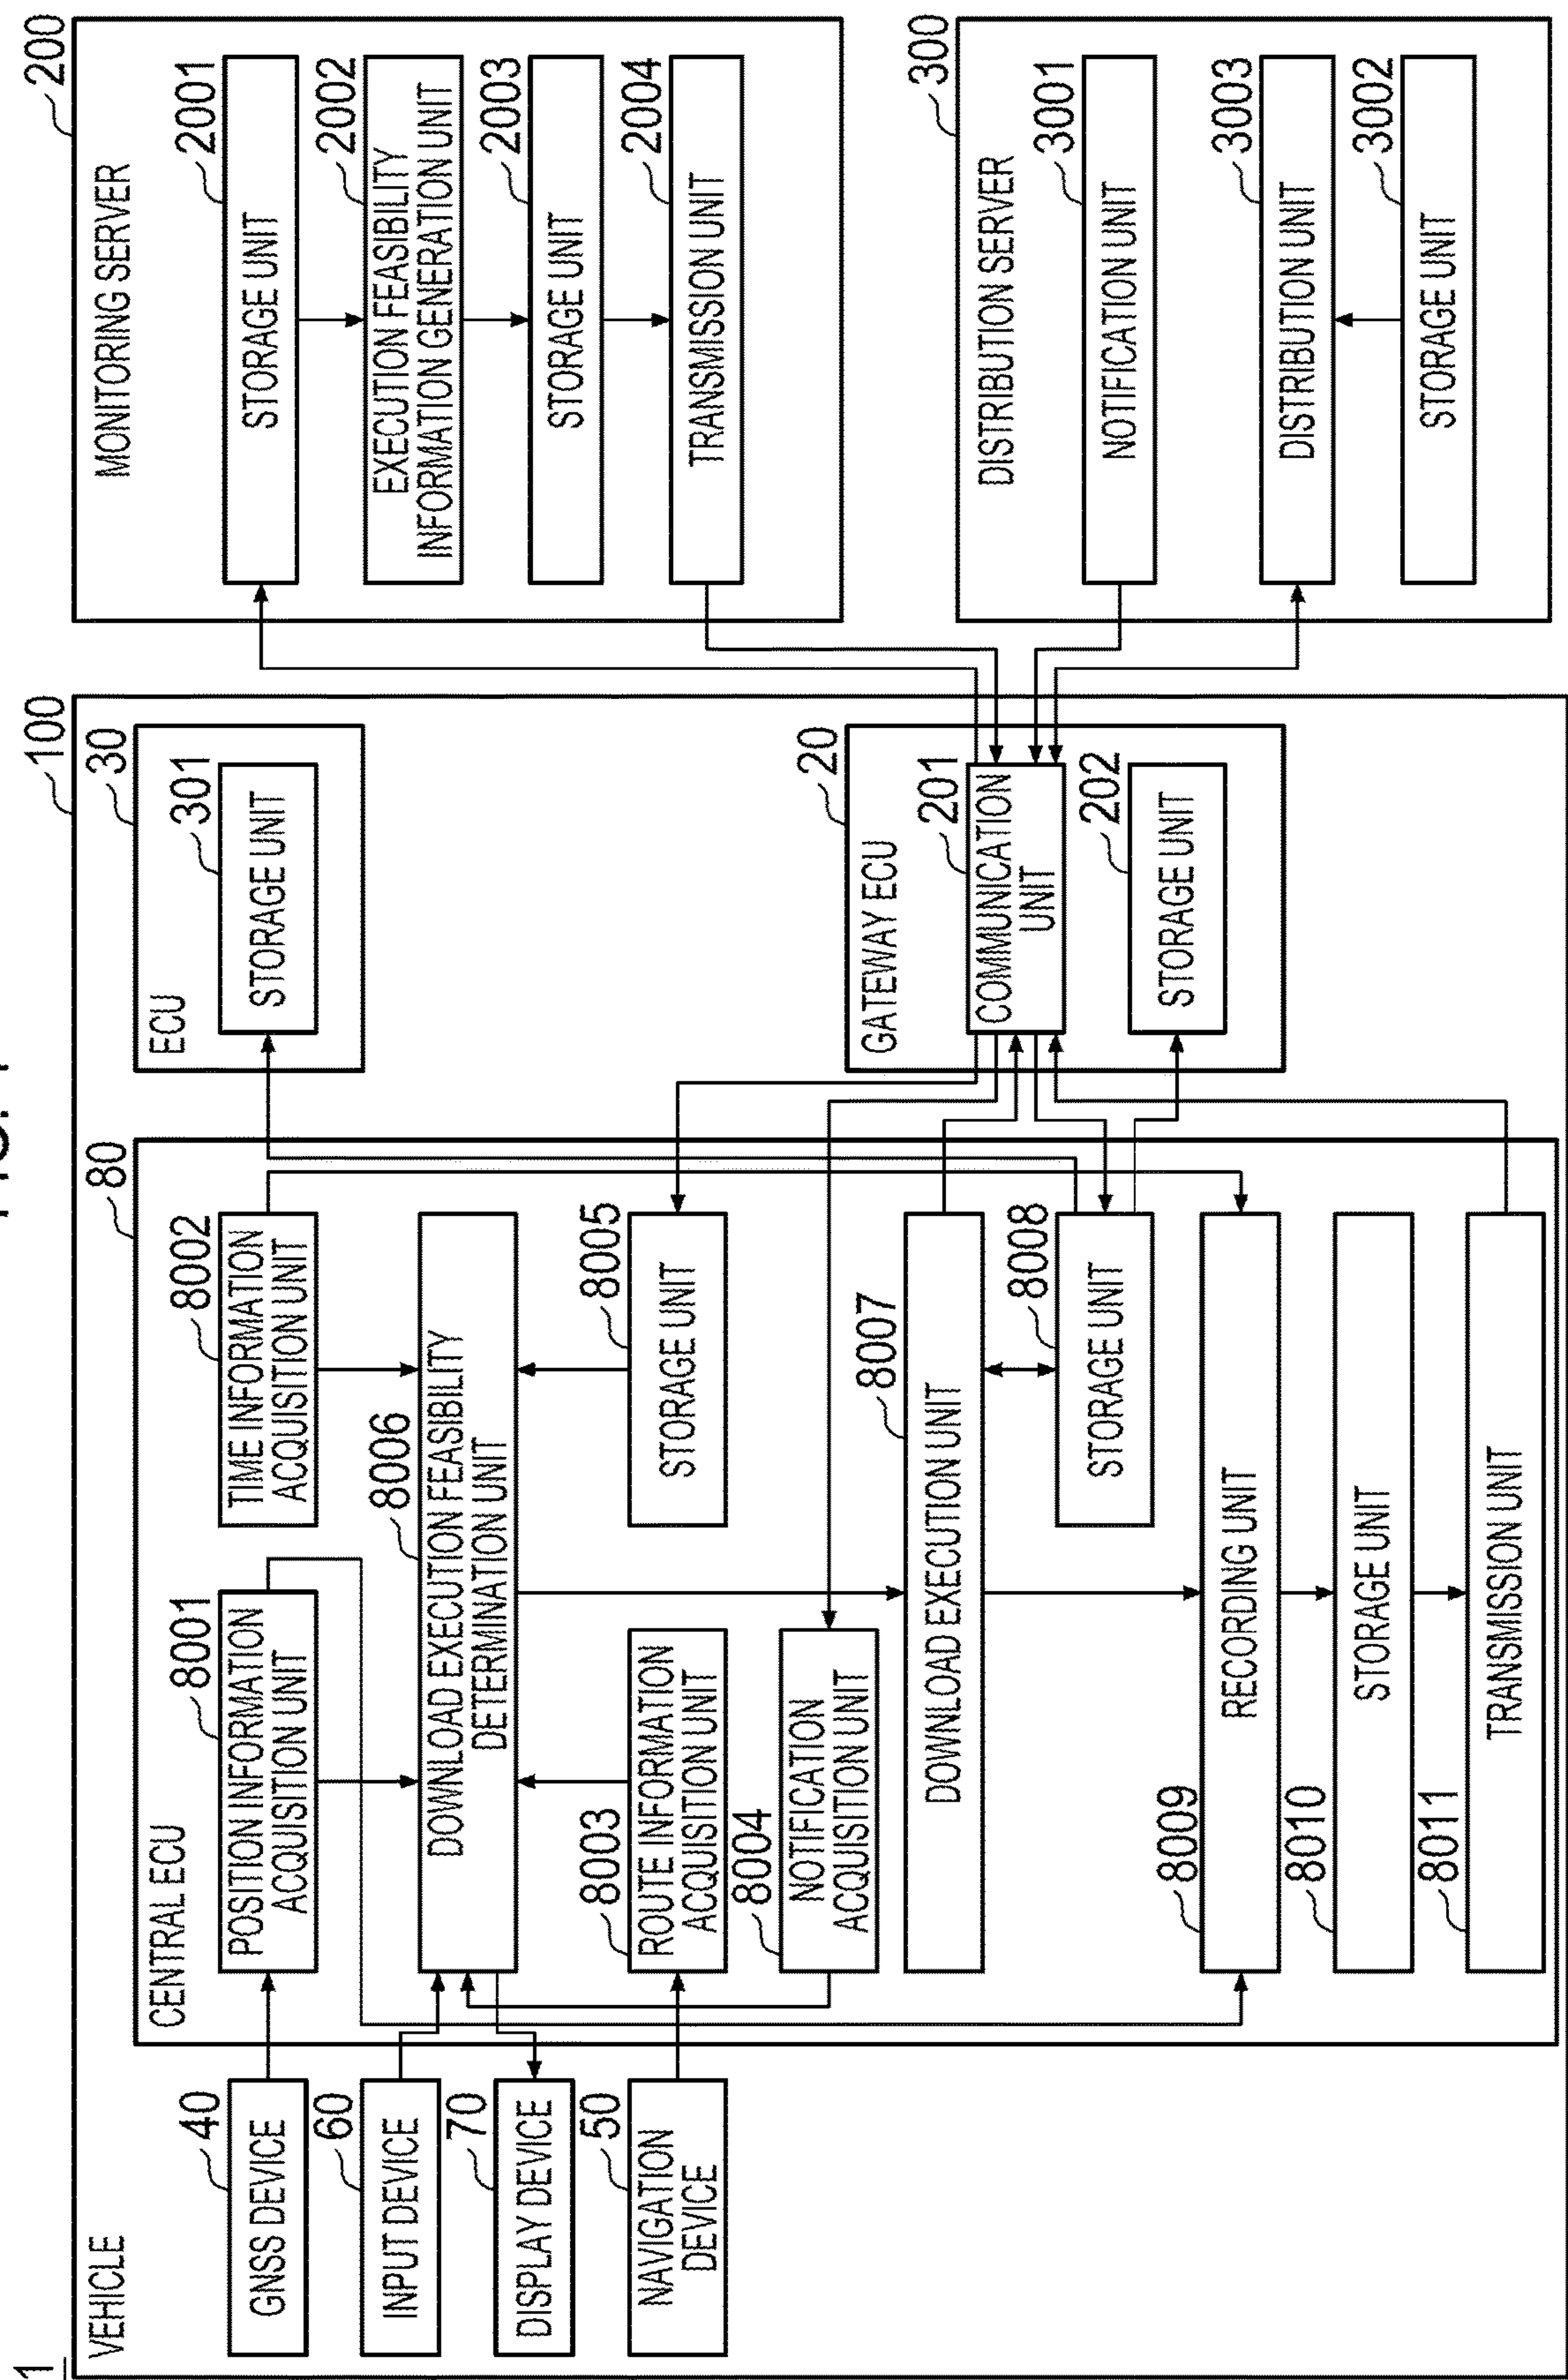 1
VEHICLE
100
GNSS DEVICE
40
INPUT DEVICE
60
DISPLAY DEVICE
70
NAVIGATION
DEVICE
50
CENTRAL ECU
80
POSITION INFORMATION
ACQUISITION UNIT
8001
TIME INFORMATION
ACQUISITION UNIT
8002
DOWNLOAD EXECUTION FEASIBILITY
DETERMINATION UNIT
8006
ROUTE INFORMATION
ACQUISITION UNIT
8003
STORAGE UNIT
8005
NOTIFICATION
ACQUISITION UNIT
8004
DOWNLOAD EXECUTION UNIT
8007
STORAGE UNIT
8008
RECORDING UNIT
8009
STORAGE UNIT
8010
TRANSMISSION UNIT
8011
ECU
30
STORAGE UNIT
301
GATEWAY ECU
20
COMMUNICATION
UNIT
201
STORAGE UNIT
202
MONITORING SERVER
200
STORAGE UNIT
2001
EXECUTION FEASIBILITY
INFORMATION GENERATION UNIT
2002
STORAGE UNIT
2003
TRANSMISSION UNIT
2004
DISTRIBUTION SERVER
300
NOTIFICATION UNIT
3001
DISTRIBUTION UNIT
3003
STORAGE UNIT
3002